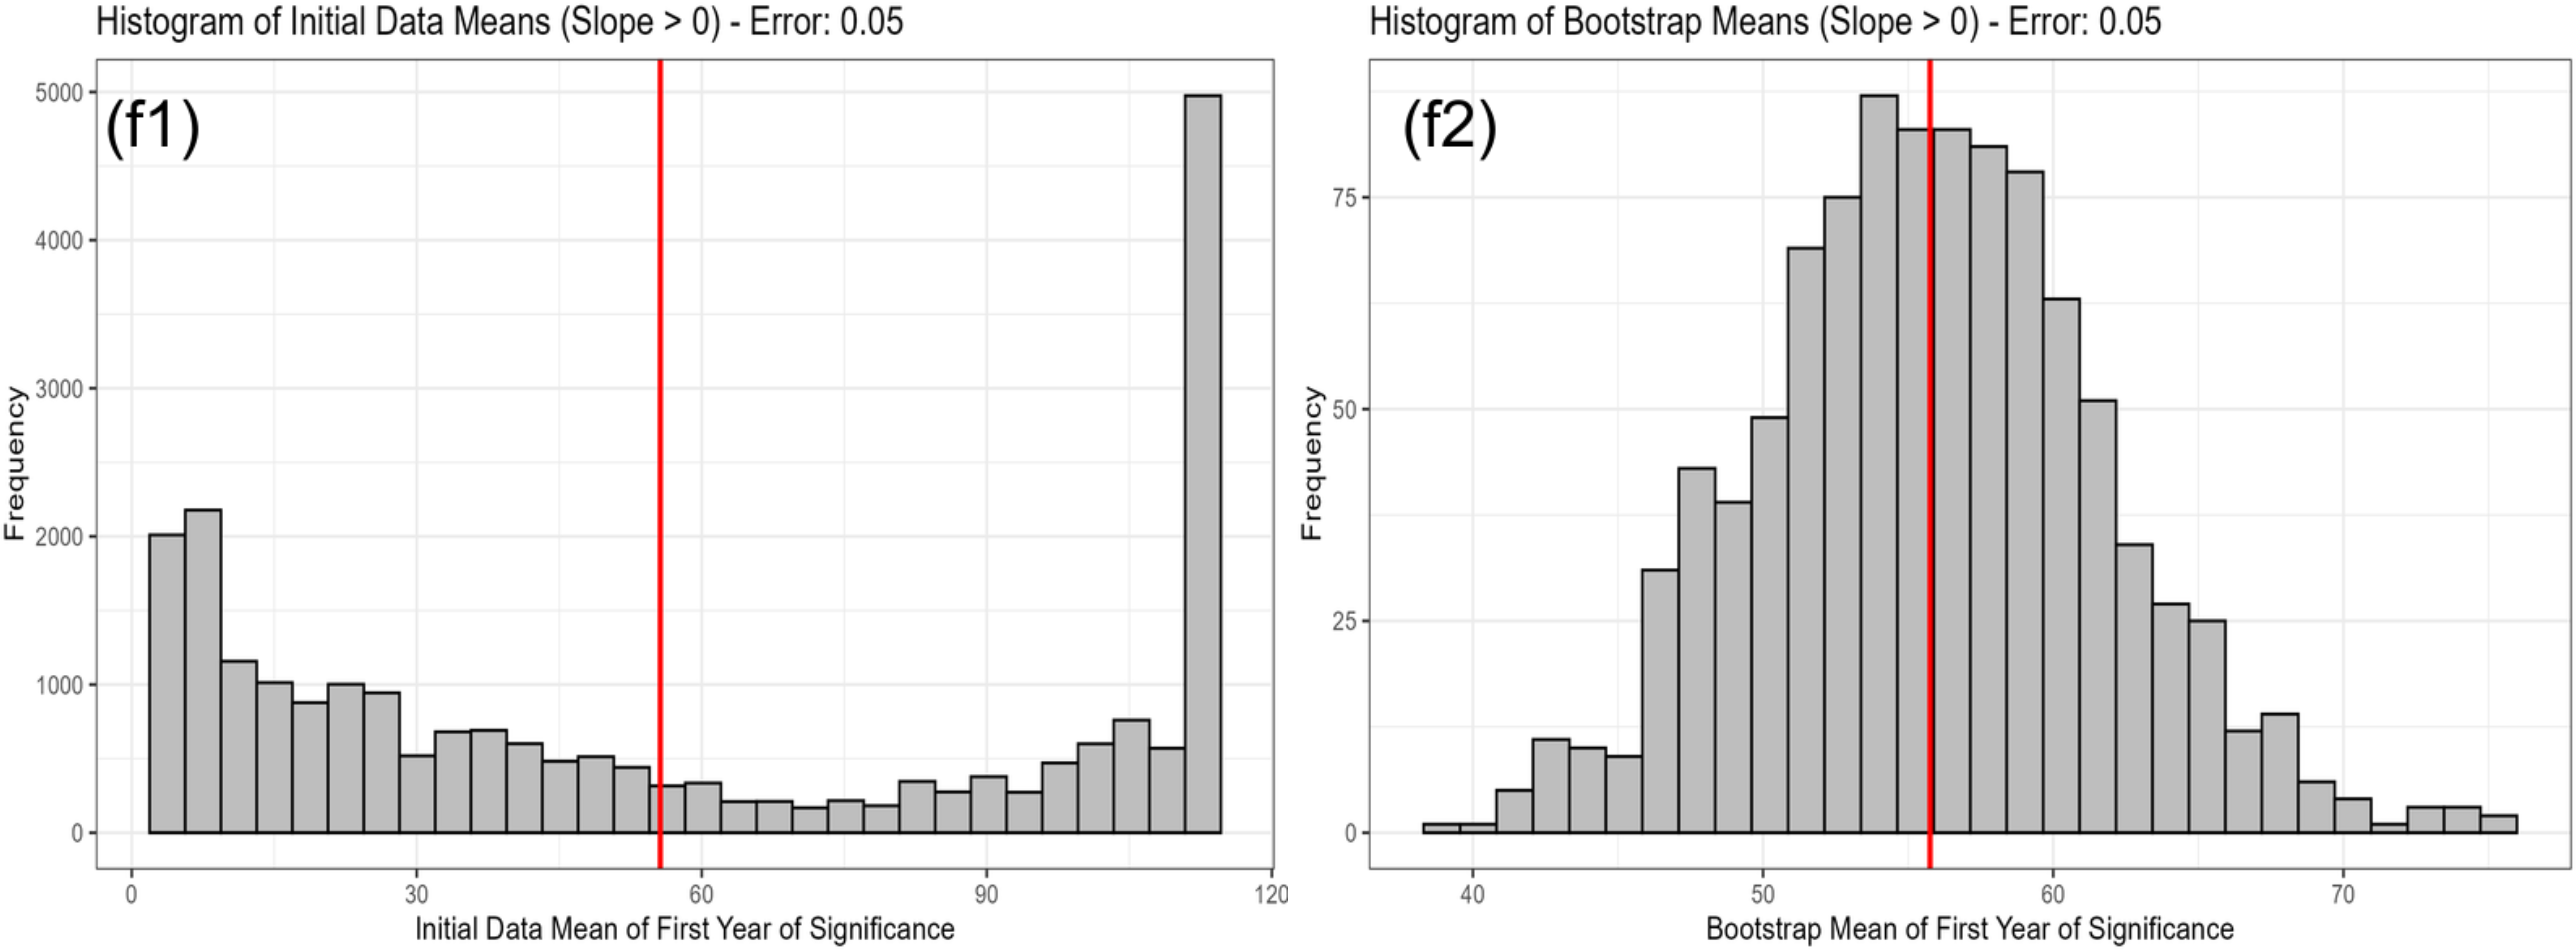 Histogram of Initial Data Means (Slope > 0) - Error: 0.05
(f1)
Frequency
5000
4000
3000
2000
1000
0
0 30 60 90 120
Initial Data Mean of First Year of Significance
Histogram of Bootstrap Means (Slope > 0) - Error: 0.05
(f2)
Frequency
75
50
25
0
40 50 60 70
Bootstrap Mean of First Year of Significance